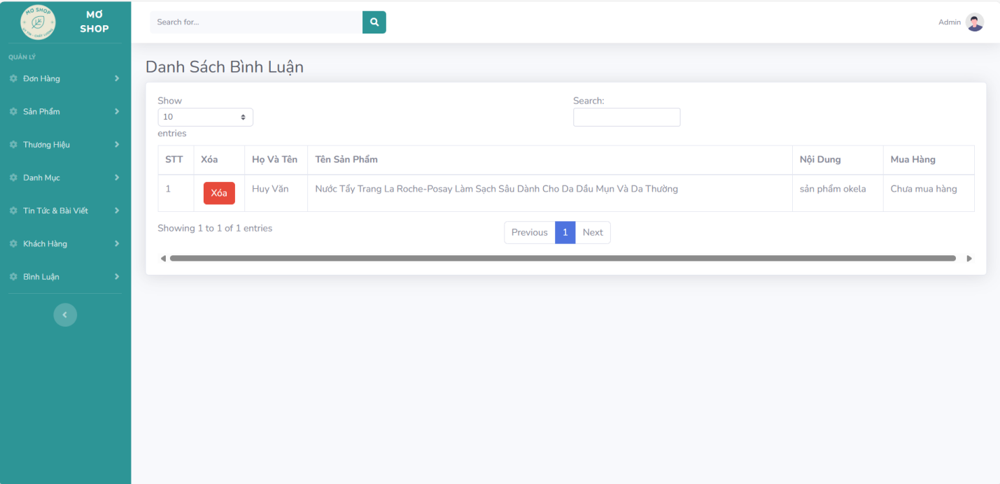 MƠ SHOP
MƠ
SHOP
Search for...
Admin
QUẢN LÝ
Đơn Hàng
Sản Phẩm
Thương Hiệu
Danh Mục
Tin Tức & Bài Viết
Khách Hàng
Bình Luận
Danh Sách Bình Luận
Show
10
entries
Search:
STT Xóa Họ Và Tên Tên Sản Phẩm Nội Dung Mua Hàng
1 Xóa Huy Văn Nước Tẩy Trang La Roche-Posay Làm Sạch Sâu Dành Cho Da Dầu Mụn Và Da Thường sản phẩm okela Chưa mua hàng
Showing 1 to 1 of 1 entries
Previous 1 Next